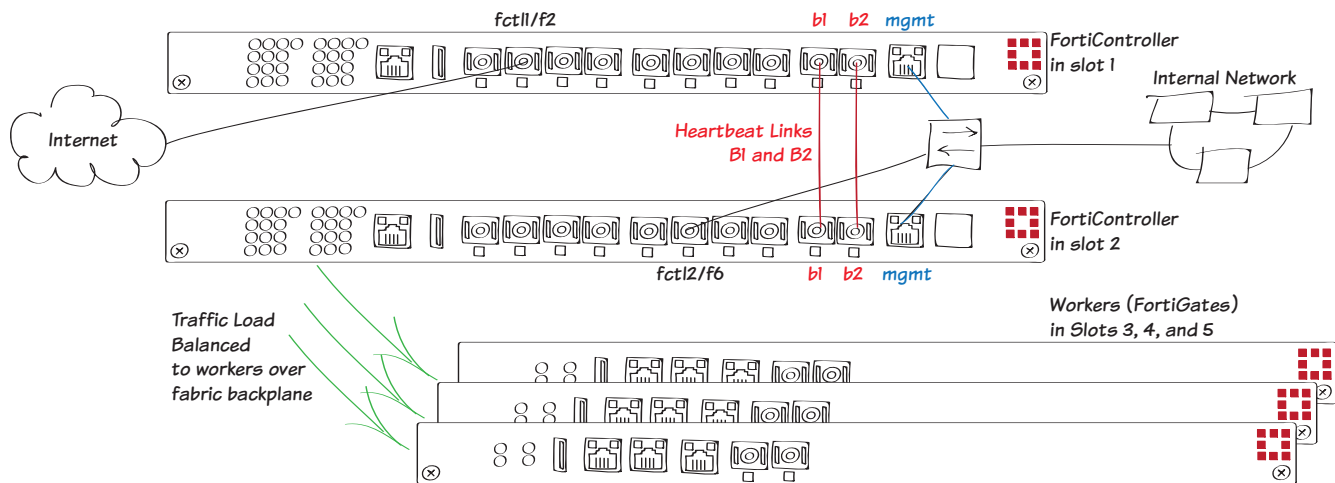 fctl1/f2
b1
b2
mgmt
FortiController
in slot 1
Internal Network
Internet
Heartbeat Links
B1 and B2
FortiController
in slot 2
fctl2/f6
b1
b2
mgmt
Workers (FortiGates)
in Slots 3, 4, and 5
Traffic Load
Balanced
to workers over
fabric backplane